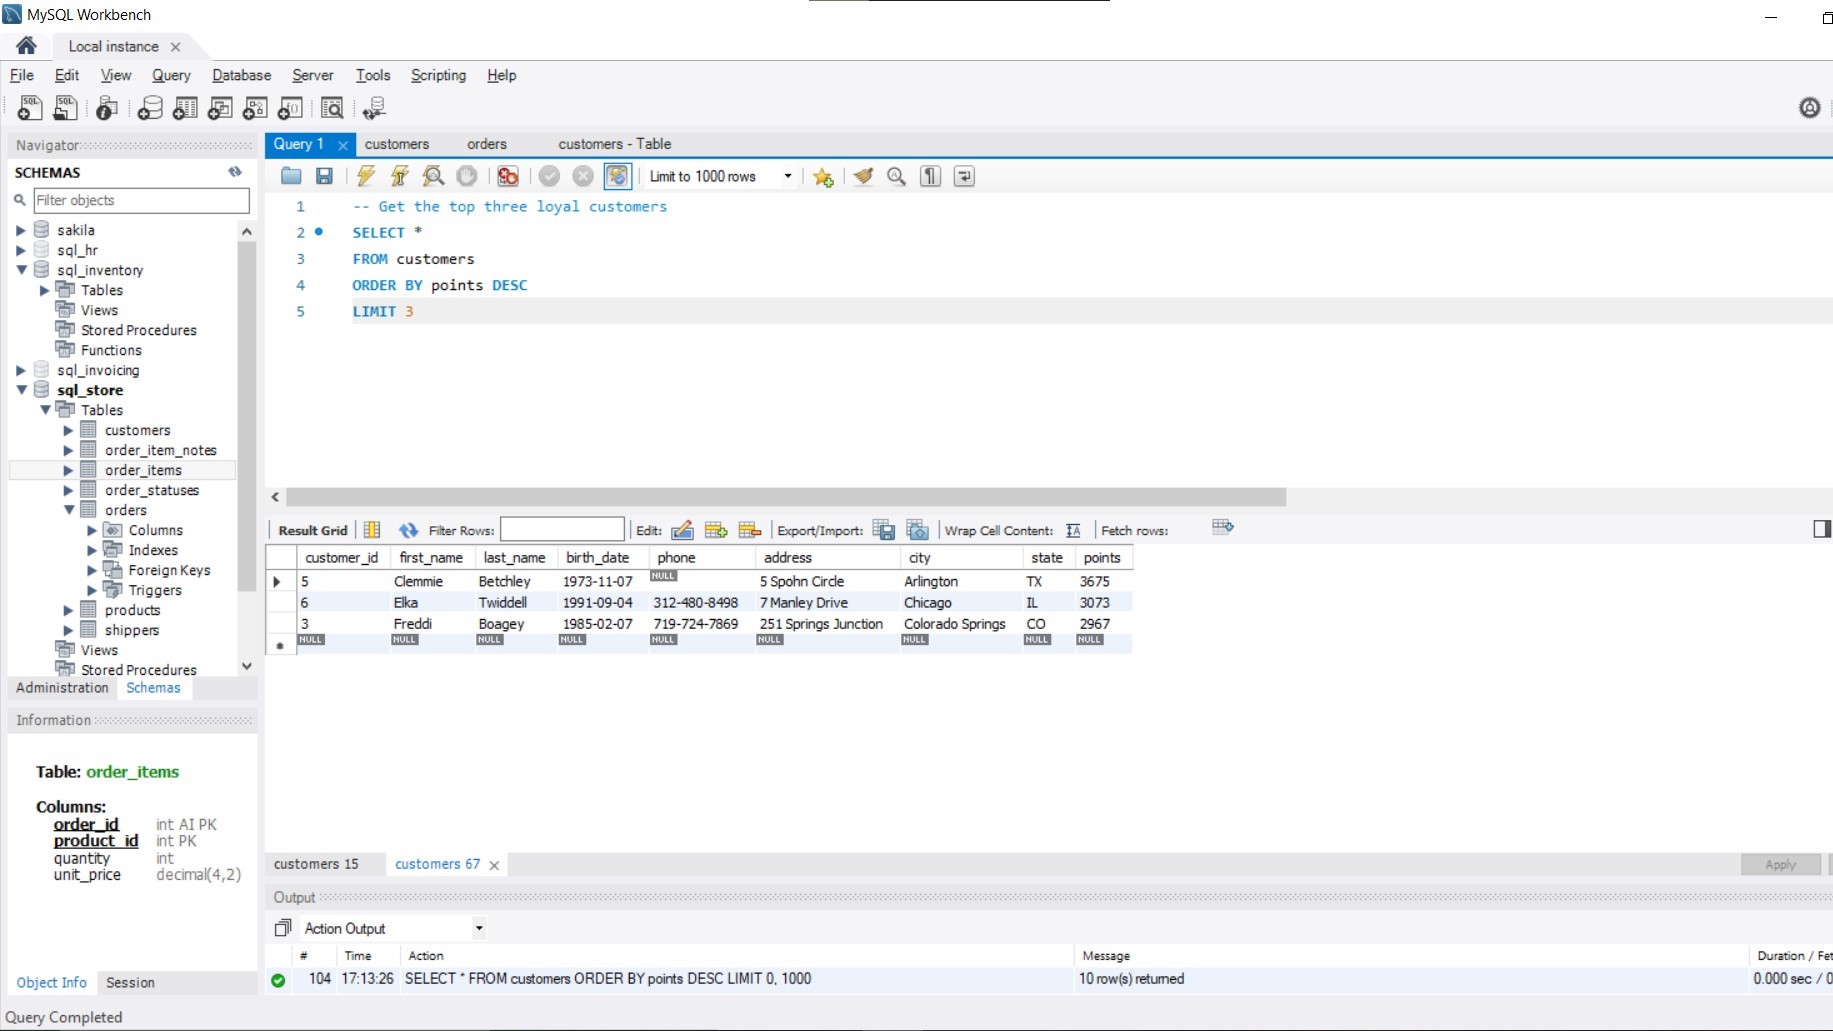 MySQL Workbench
Local instance
File Edit View Query Database Server Tools Scripting Help
Navigator
SCHEMAS
Filter objects
sakila
sql_hr
sql_inventory
Tables
Views
Stored Procedures
Functions
sql_invoicing
sql_store
Tables
customers
order_item_notes
order_items
order_statuses
orders
Columns
Indexes
Foreign Keys
Triggers
products
shippers
Views
Stored Procedures
Administration Schemas
Information
Table: order_items
Columns:
order_id int AI PK
product_id int PK
quantity int
unit_price decimal(4,2)
Object Info Session
Query Completed
Query 1 customers orders customers - Table
Limit to 1000 rows
1 -- Get the top three loyal customers
2 SELECT *
3 FROM customers
4 ORDER BY points DESC
5 LIMIT 3
Result Grid Filter Rows: Edit: Export/Import: Wrap Cell Content: Fetch rows:
customer_id first_name last_name birth_date phone address city state points
5 Clemmie Betchley 1973-11-07 NULL 5 Spohn Circle Arlington TX 3675
6 Elka Twiddell 1991-09-04 312-480-8498 7 Manley Drive Chicago IL 3073
3 Freddi Boagey 1985-02-07 719-724-7869 251 Springs Junction Colorado Springs CO 2967
NULL NULL NULL NULL NULL NULL NULL NULL NULL
customers 15 customers 67
Apply
Output
Action Output
# Time Action Message Duration / Fet
104 17:13:26 SELECT * FROM customers ORDER BY points DESC LIMIT 0, 1000 10 row(s) returned 0.000 sec / 0